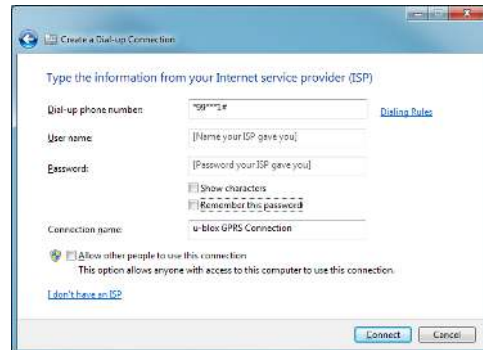 Create a Dial-up Connection
Type the information from your Internet service provider (ISP)
Dial-up phone number: *99***1# Dialing Rules
User name: [Name your ISP gave you]
Password: [Password your ISP gave you]
Show characters
Remember this password
Connection name: u-blox GPRS Connection
Allow other people to use this connection
This option allows anyone with access to this computer to use this connection.
I don't have an ISP
Connect Cancel